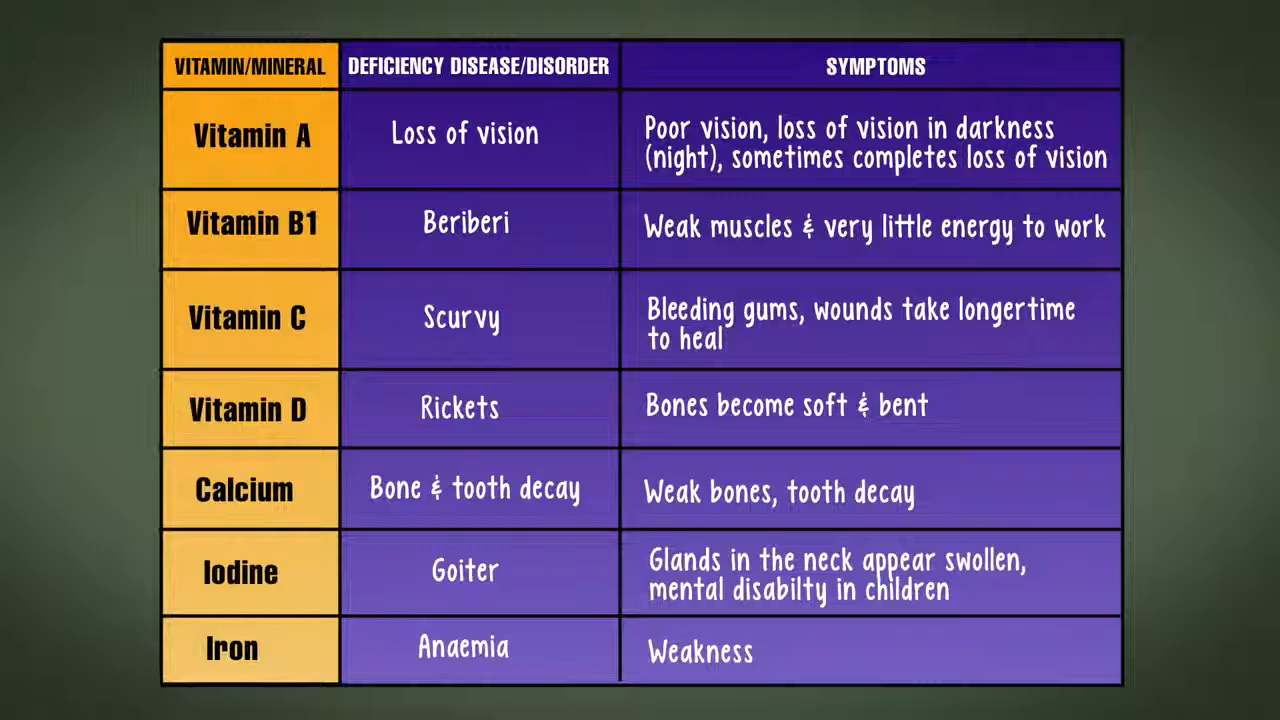 VITAMIN/MINERAL DEFICIENCY DISEASE/DISORDER SYMPTOMS
Vitamin A Loss of vision Poor vision, loss of vision in darkness
(night), sometimes completes loss of vision
Vitamin B1 Beriberi Weak muscles & very little energy to work
Vitamin C Scurvy Bleeding gums, wounds take longertime
to heal
Vitamin D Rickets Bones become soft & bent
Calcium Bone & tooth decay Weak bones, tooth decay
Iodine Goiter Glands in the neck appear swollen,
mental disabilty in children
Iron Anaemia Weakness